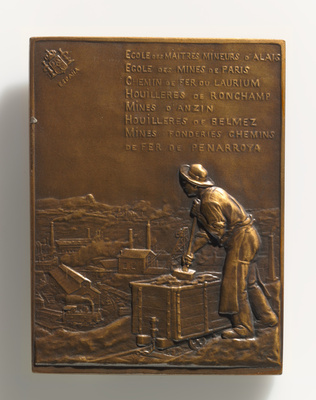 ESPAÑA
ECOLE DES MAITRES MINEURS D'ALAIS
ECOLE DES MINES DE PARIS
CHEMIN DE FER DU LAURIUM
HOUILLERES DE RONCHAMP
MINES D'ANZIN
HOUILLERES DE BELMEZ
MINES FONDERIES CHEMINS
DE FER DE PENARROYA